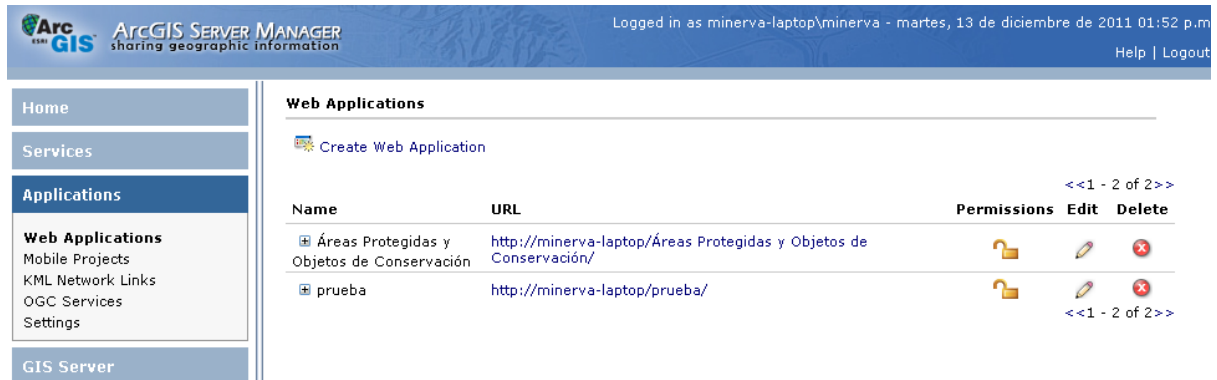 Arc
ESRI GIS
ArcGIS Server Manager
sharing geographic information
Logged in as minerva-laptop\minerva - martes, 13 de diciembre de 2011 01:52 p.m
Help | Logout
Home
Services
Applications
Web Applications
Mobile Projects
KML Network Links
OGC Services
Settings
GIS Server
Web Applications
Create Web Application
<<1 - 2 of 2>>
Name URL Permissions Edit Delete
Áreas Protegidas y http://minerva-laptop/Áreas Protegidas y Objetos de
Objetos de Conservación Conservación/
prueba http://minerva-laptop/prueba/
<<1 - 2 of 2>>